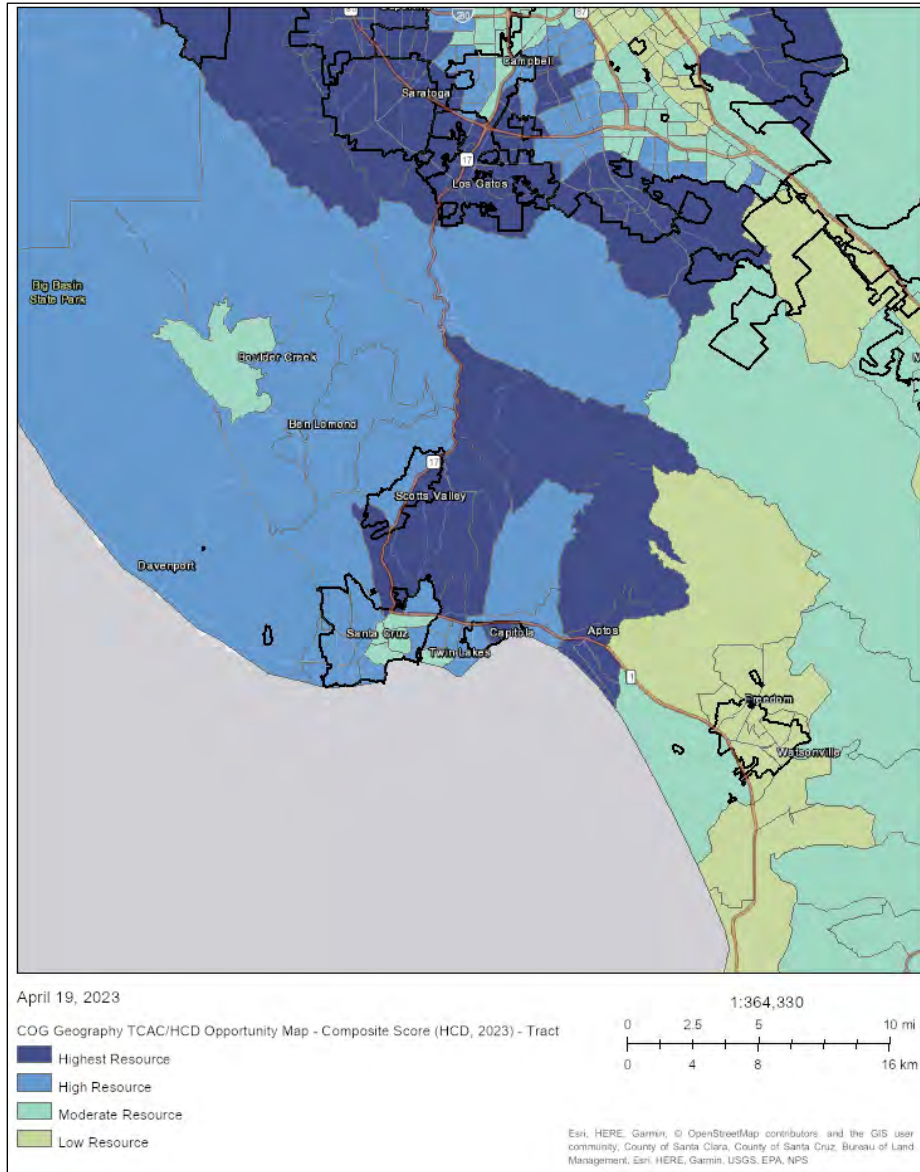 Campbell
Saratoga
17
Los Gatos
Big Basin
State Park
Boulder Creek
Ben Lomond
17
Scotts Valley
Davenport
Santa Cruz
Capitola
Aptos
Twin Lakes
1
Freedom
Watsonville
April 19, 2023
1:364,330
COG Geography TCAC/HCD Opportunity Map - Composite Score (HCD, 2023) - Tract
0 2.5 5 10 mi
0 4 8 16 km
Highest Resource
High Resource
Moderate Resource
Low Resource
Esri, HERE, Garmin, © OpenStreetMap contributors, and the GIS user
community, County of Santa Clara, County of Santa Cruz, Bureau of Land
Management, Esri, HERE, Garmin, USGS, EPA, NPS